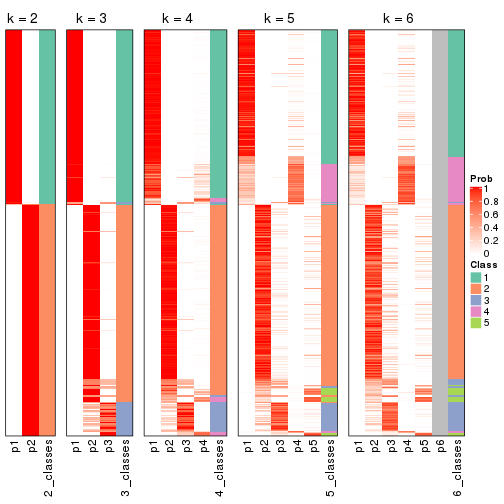 k = 2
k = 3
k = 4
k = 5
k = 6
p1
p2
2_classes
p1
p2
p3
3_classes
p1
p2
p3
p4
4_classes
p1
p2
p3
p4
p5
5_classes
p1
p2
p3
p4
p5
p6
6_classes
Prob
1
0.8
0.6
0.4
0.2
0
Class
1
2
3
4
5